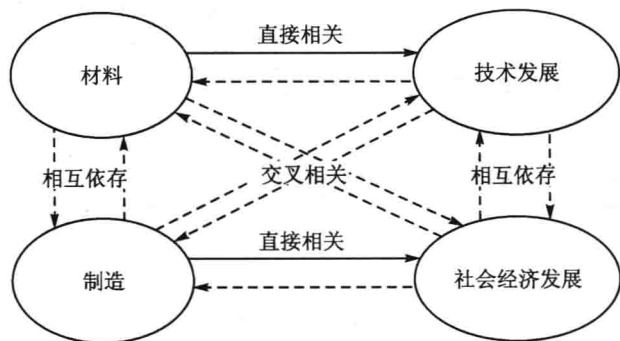 直接相关
材料
技术发展
相互依存
交叉相关
相互依存
直接相关
制造
社会经济发展